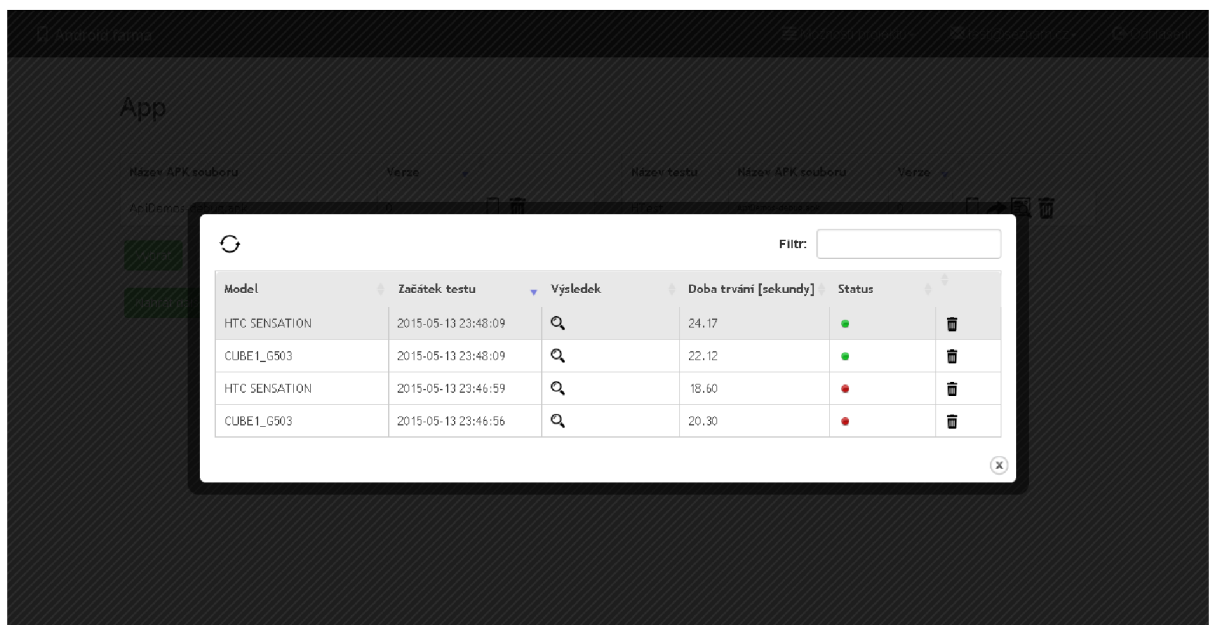 Android farma
App
Název APK souboru Verze Název testu Název APK souboru Verze
Filtr:
Model Začátek testu Výsledek Doba trvání [sekundy] Status
HTC SENSATION 2015-05-13 23:48:09 24.17
CUBE1_G503 2015-05-13 23:48:09 22.12
HTC SENSATION 2015-05-13 23:46:59 18.60
CUBE1_G503 2015-05-13 23:46:56 20.30
x